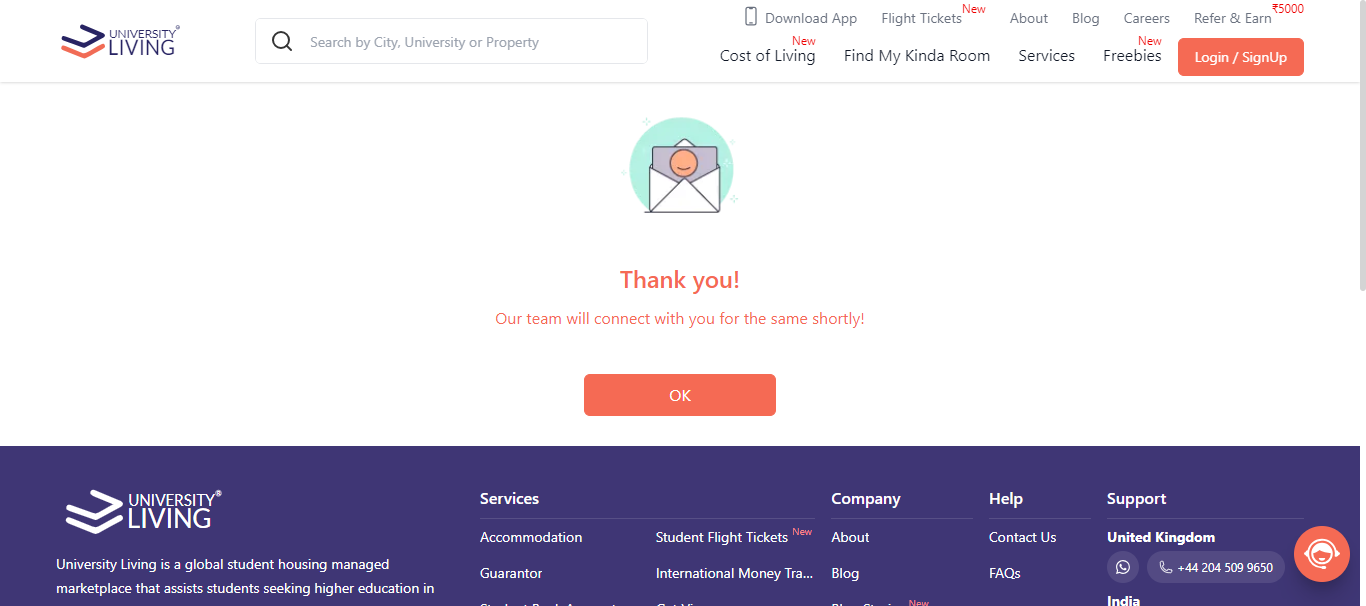 UNIVERSITY®
LIVING
Search by City, University or Property
Download App
Flight Tickets
New
About
Blog
Careers
Refer & Earn
₹5000
Cost of Living
New
Find My Kinda Room
Services
Freebies
New
Login / SignUp
Thank you!
Our team will connect with you for the same shortly!
OK
UNIVERSITY®
LIVING
University Living is a global student housing managed
marketplace that assists students seeking higher education in
Services
Accommodation
Student Flight Tickets New
Guarantor
International Money Tra...
New
Company
About
Blog
Help
Contact Us
FAQs
Support
United Kingdom
+44 204 509 9650
India